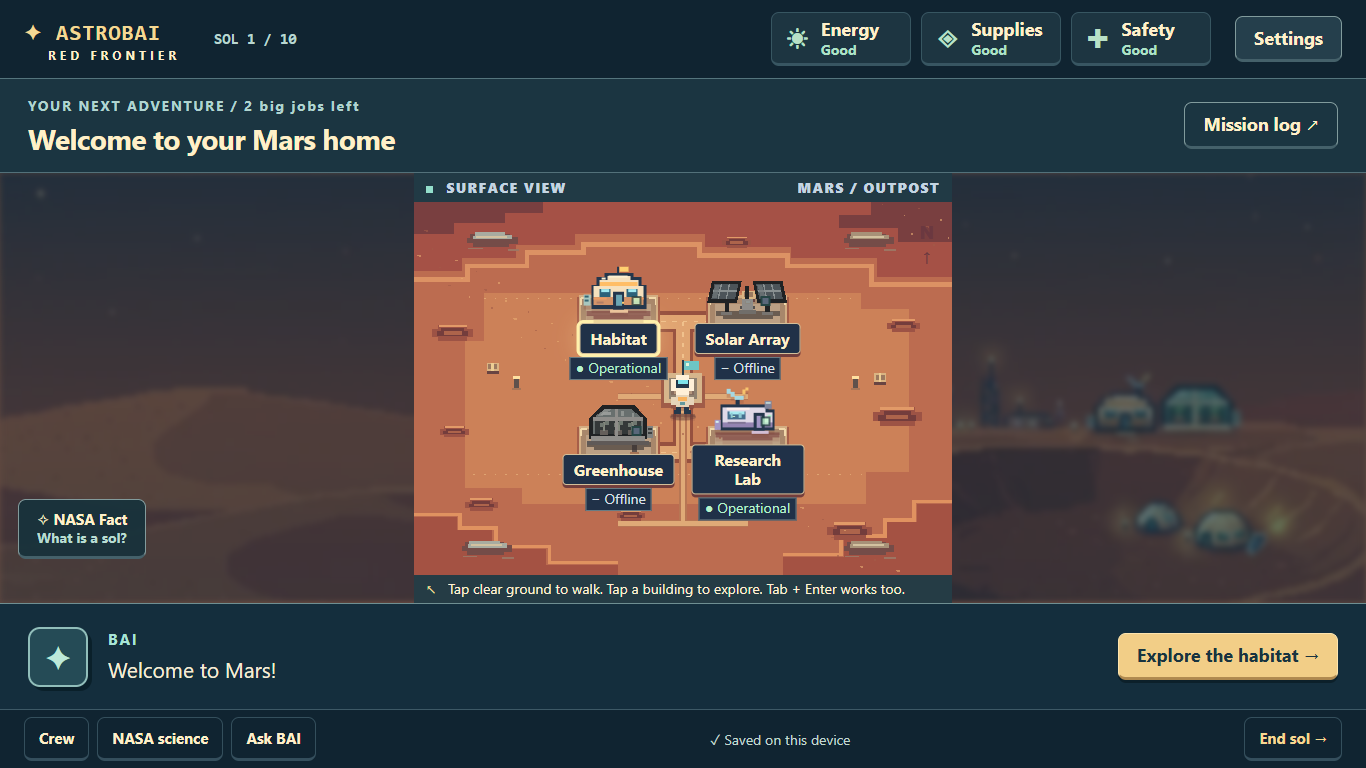 ✦ ASTROBAI
RED FRONTIER
SOL 1 / 10
Energy
Good
Supplies
Good
Safety
Good
Settings
YOUR NEXT ADVENTURE / 2 big jobs left
Welcome to your Mars home
Mission log ↗
SURFACE VIEW
MARS / OUTPOST
N
↑
Habitat
• Operational
Solar Array
– Offline
Greenhouse
– Offline
Research
Lab
• Operational
✧ NASA Fact
What is a sol?
↖ Tap clear ground to walk. Tap a building to explore. Tab + Enter works too.
BAI
Welcome to Mars!
Explore the habitat →
Crew
NASA science
Ask BAI
✓ Saved on this device
End sol →